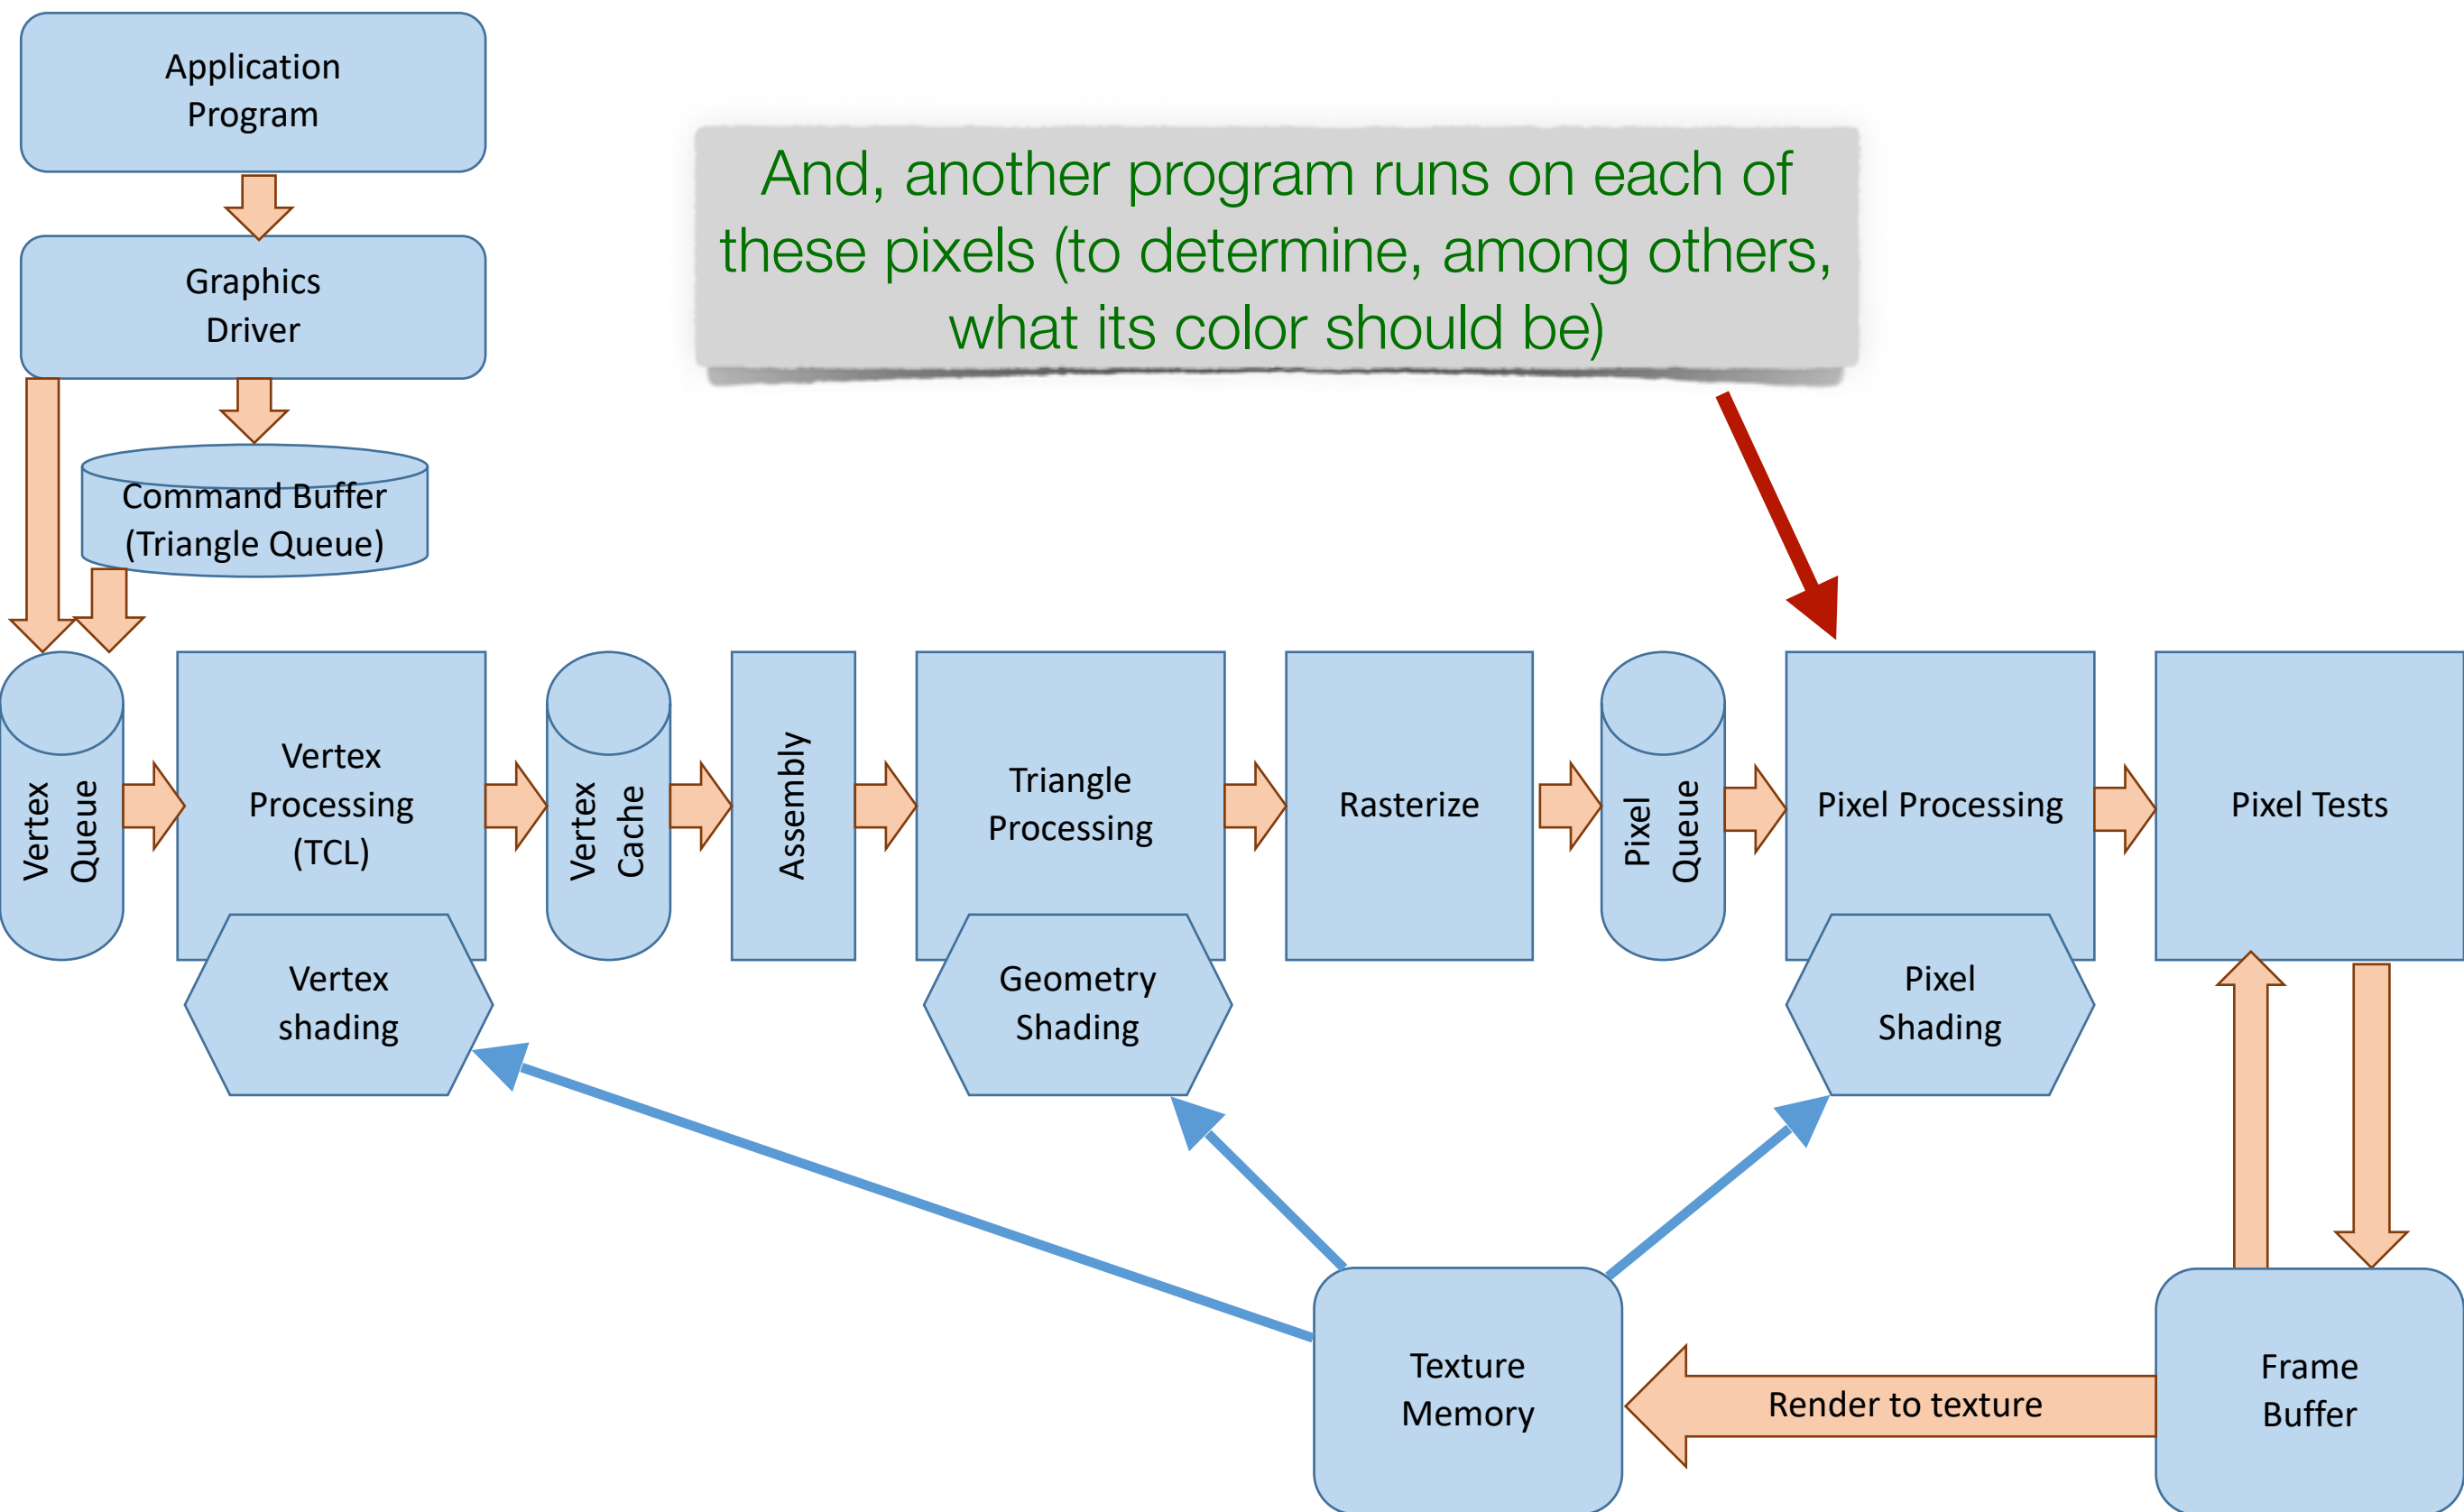 Application
Program
And, another program runs on each of
these pixels (to determine, among others,
what its color should be)
Graphics
Driver
Command Buffer
(Triangle Queue)
Vertex
Queue
Vertex
Processing
(TCL)
Vertex
Cache
Assembly
Triangle
Processing
Rasterize
Pixel
Queue
Pixel Processing
Pixel Tests
Vertex
shading
Geometry
Shading
Pixel
Shading
Texture
Memory
Render to texture
Frame
Buffer